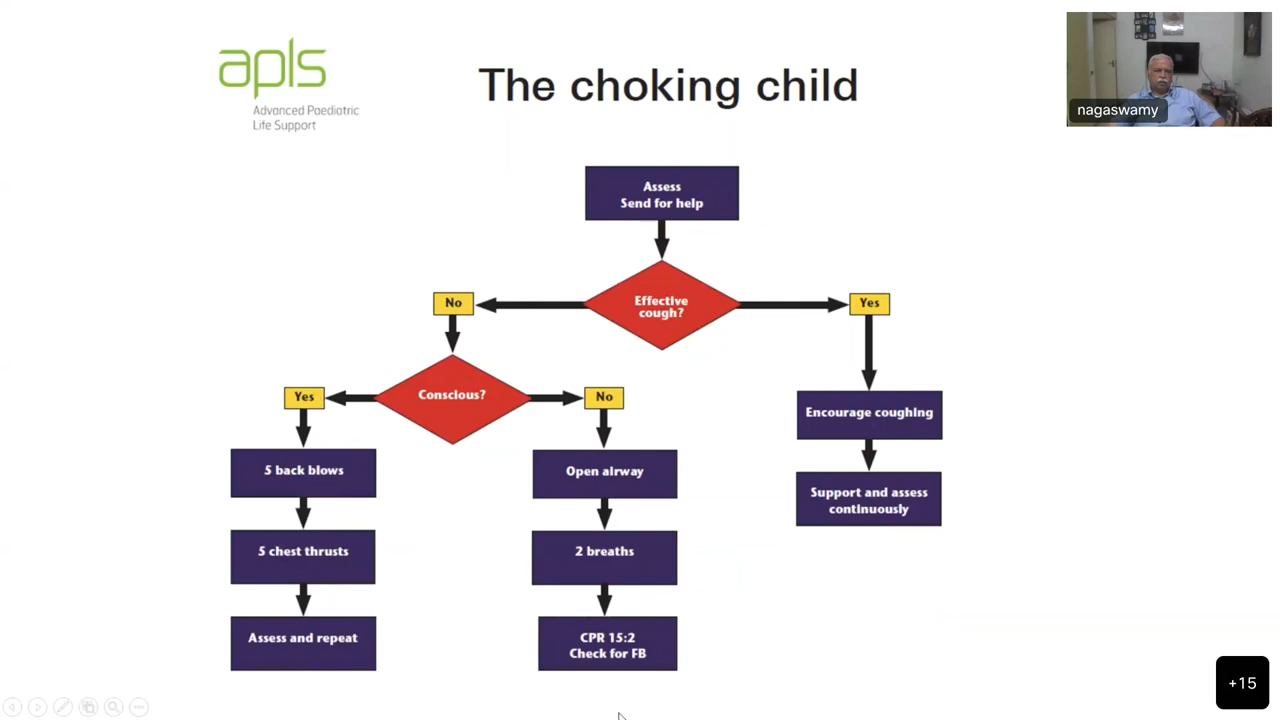 apls
Advanced Paediatric
Life Support
The choking child
nagaswamy
Assess
Send for help
Effective
cough?
No
Yes
Conscious?
Yes
No
Encourage coughing
5 back blows
Open airway
Support and assess
continuously
5 chest thrusts
2 breaths
Assess and repeat
CPR 15:2
Check for FB
+15